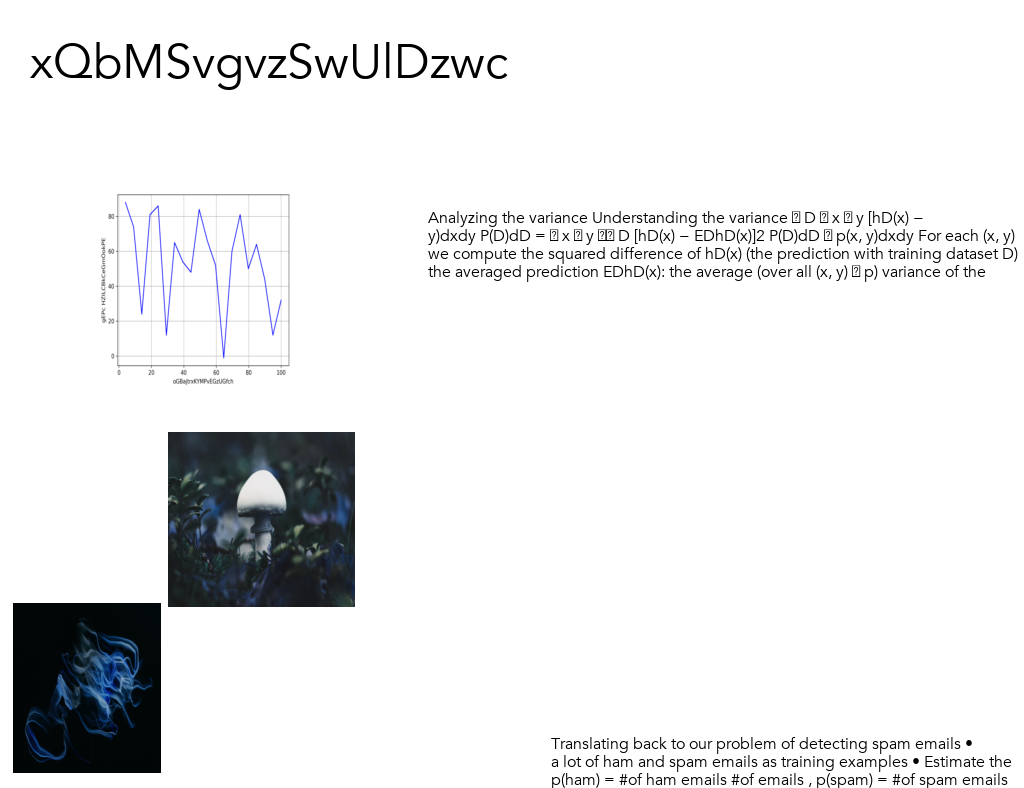 xQbMSvgvzSwUlDzwc
80
60
40
20
0
0 20 40 60 80 100
Analyzing the variance Understanding the variance D x y [hD(x) −
y)dxdy P(D)dD = x y D [hD(x) − EDhD(x)]2 P(D)dD p(x, y)dxdy For each (x, y)
we compute the squared difference of hD(x) (the prediction with training dataset D)
the averaged prediction EDhD(x): the average (over all (x, y) p) variance of the
Translating back to our problem of detecting spam emails •
a lot of ham and spam emails as training examples • Estimate the
p(ham) = #of ham emails #of emails , p(spam) = #of spam emails